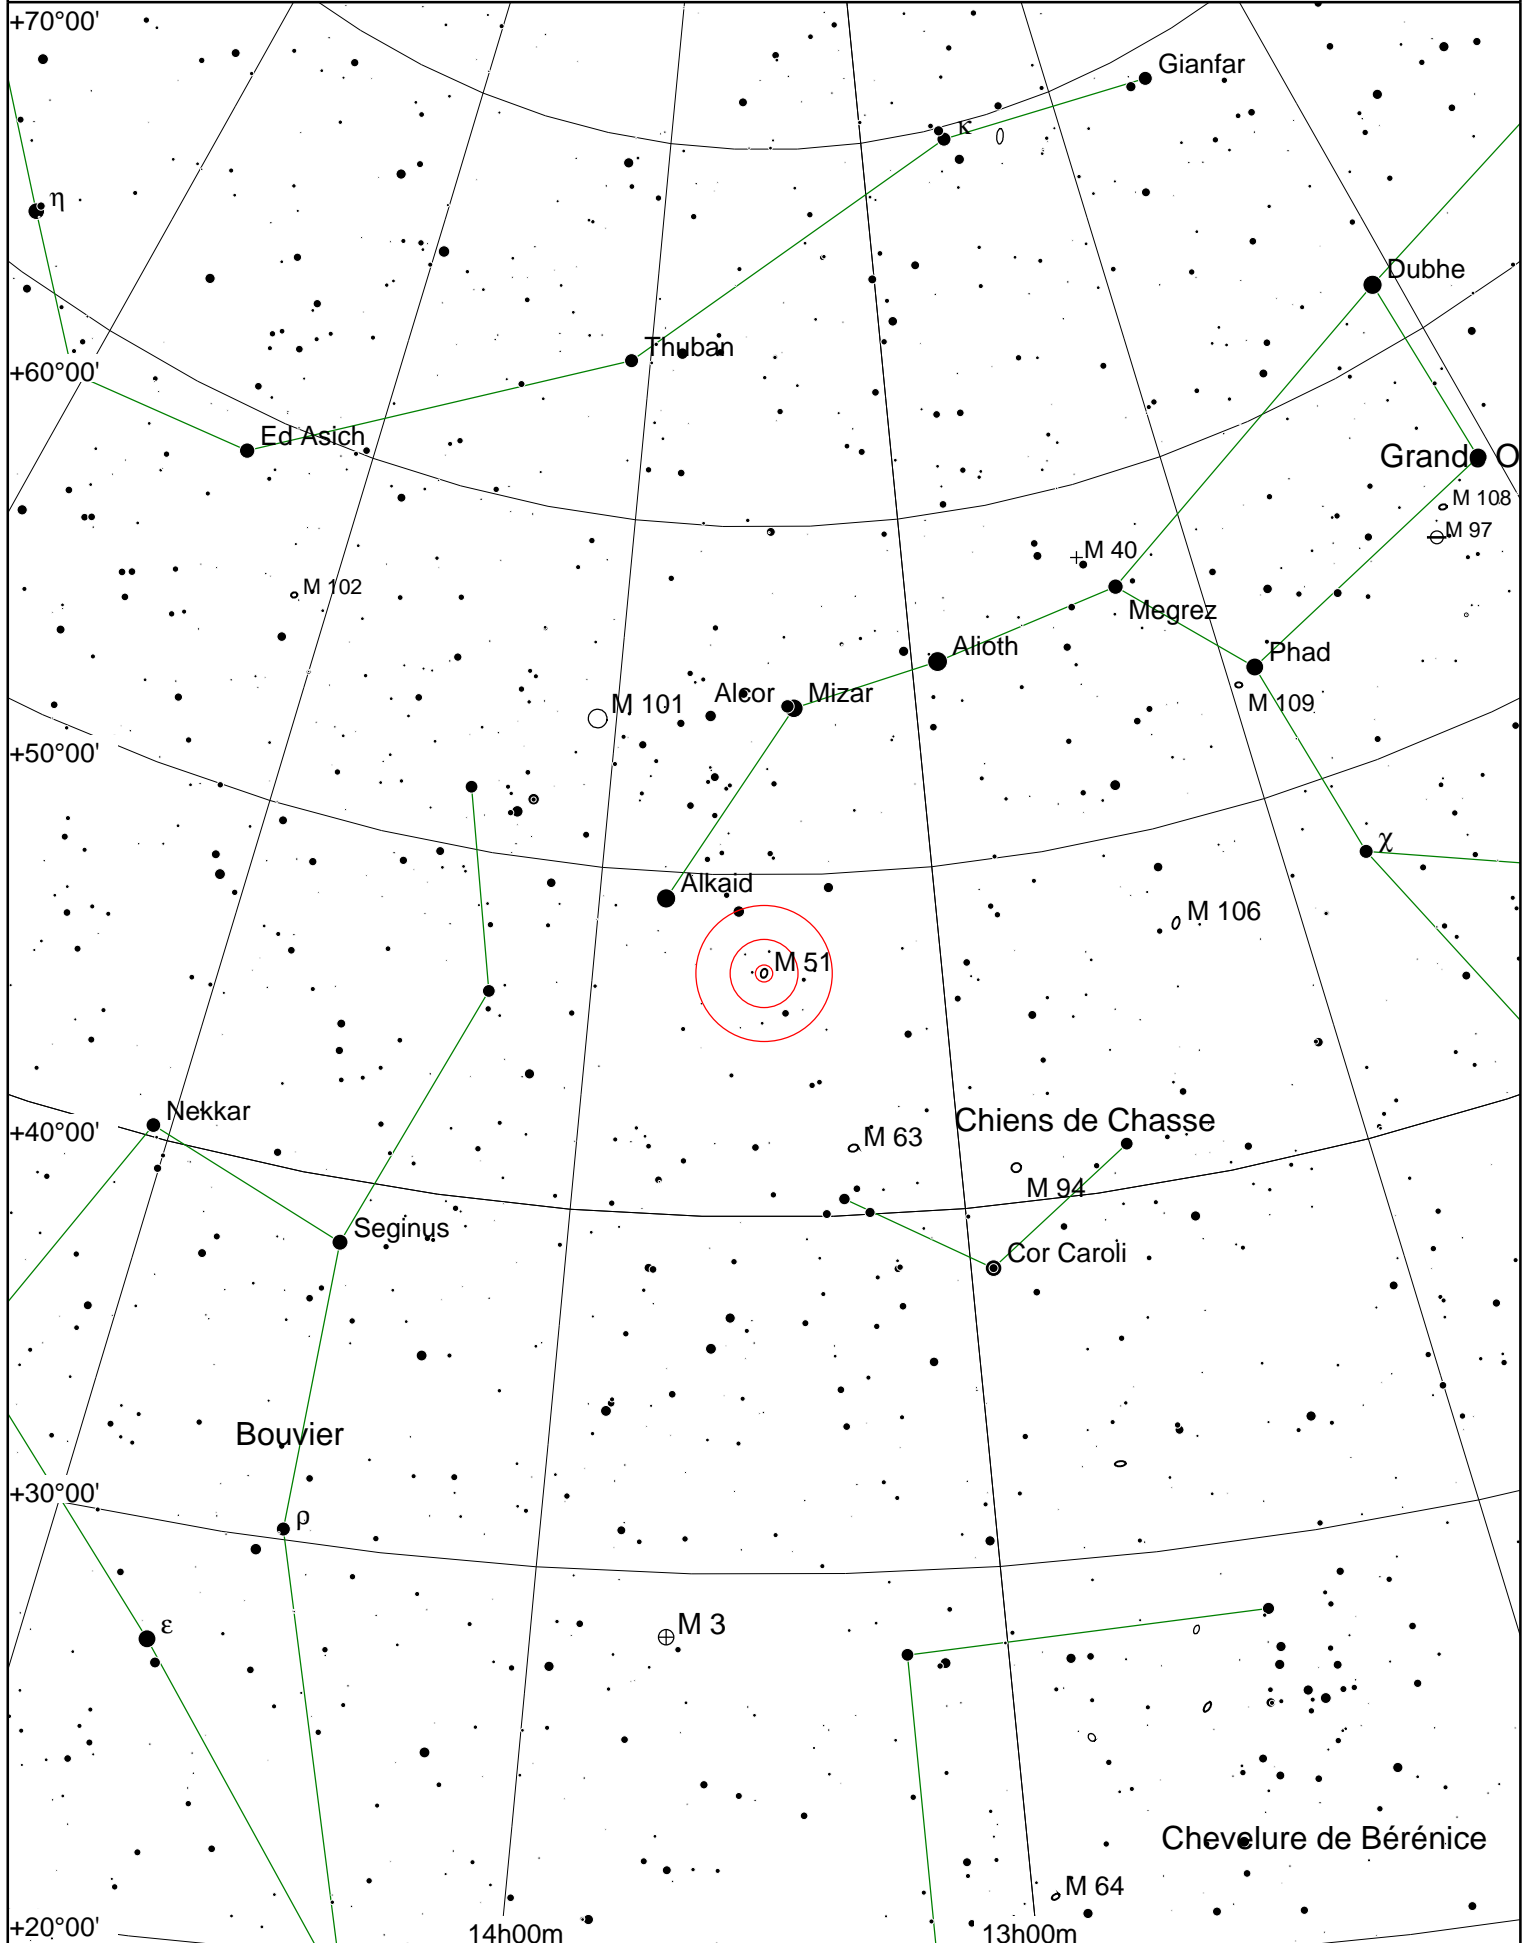 +70°00'
Gianfar
κ
η
Dubhe
Thuban
+60°00'
Ed Asich
Grand O
M 108
M 97
M 40
M 102
Megrez
Alioth
Phad
Alcor
Mizar
M 101
M 109
+50°00'
χ
Alkaid
M 106
M 51
Nekkar
Chiens de Chasse
+40°00'
M 63
M 94
Seginus
Cor Caroli
Bouvier
+30°00'
ρ
ε
M 3
Chevelure de Bérénice
M 64
+20°00'
14h00m
13h00m